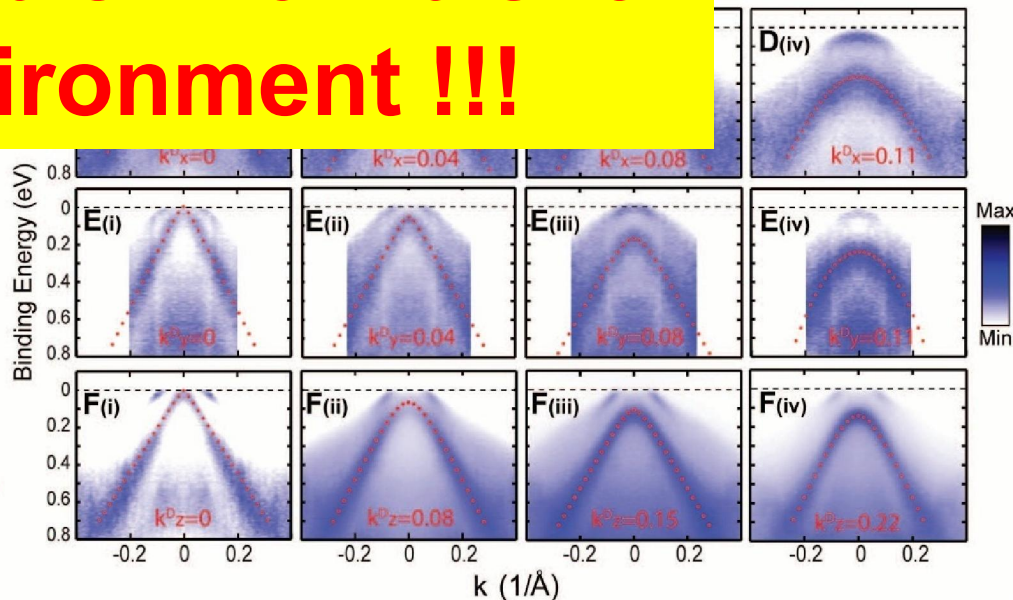 ironment !!!
D(iv)
0.8
kᴰx=0
kᴰx=0.04
kᴰx=0.08
kᴰx=0.11
Binding Energy (eV)
0
0.2
0.4
0.6
0.8
E(i)
E(ii)
E(iii)
E(iv)
kᴰy=0
kᴰy=0.04
kᴰy=0.08
kᴰy=0.11
Max
Min
0
0.2
0.4
0.6
0.8
F(i)
F(ii)
F(iii)
F(iv)
kᴰz=0
kᴰz=0.08
kᴰz=0.15
kᴰz=0.22
-0.2 0 0.2 -0.2 0 0.2 -0.2 0 0.2 -0.2 0 0.2
k (1/Å)